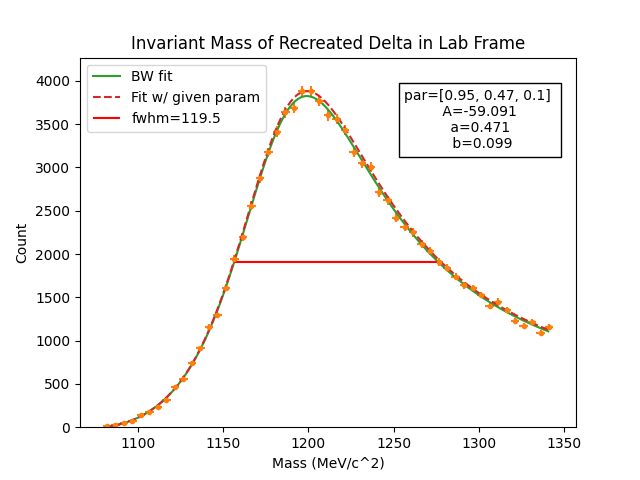 Invariant Mass of Recreated Delta in Lab Frame
BW fit
Fit w/ given param
fwhm=119.5
par=[0.95, 0.47, 0.1]
A=-59.091
a=0.471
b=0.099
Count
4000
3500
3000
2500
2000
1500
1000
500
0
1100
1150
1200
1250
1300
1350
Mass (MeV/c^2)